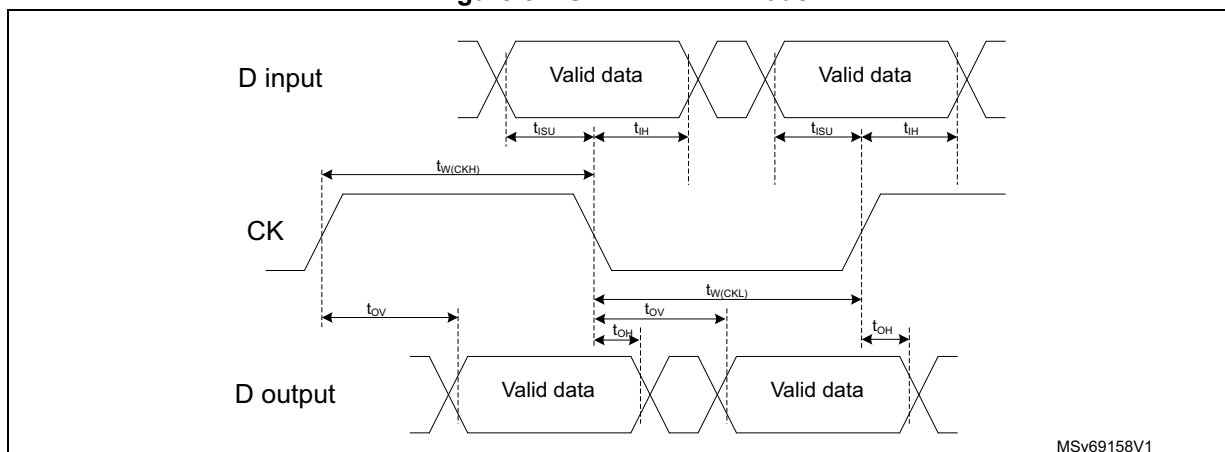 D input
Valid data
Valid data
tISU
tIH
tISU
tIH
tW(CKH)
CK
tW(CKL)
tOV
tOV
tOH
tOH
D output
Valid data
Valid data
MSv69158V1